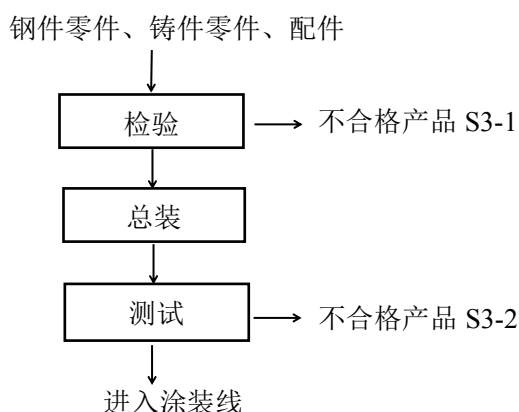 钢件零件、铸件零件、配件
检验
不合格产品 S3-1
总装
测试
不合格产品 S3-2
进入涂装线